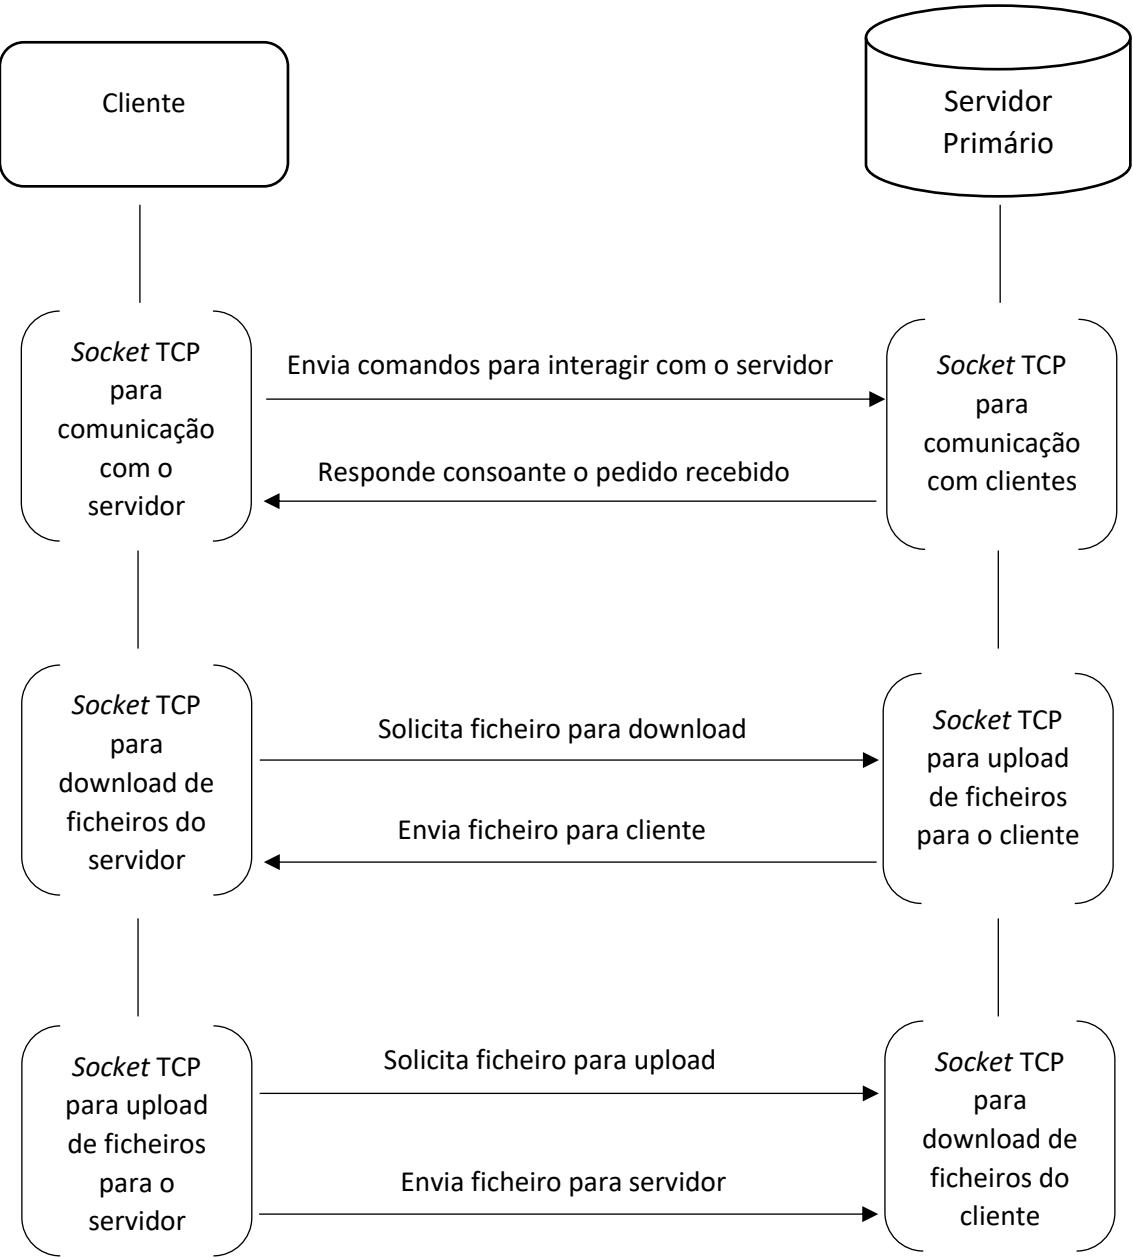 Cliente
Servidor
Primário
Socket TCP
para
comunicação
com o
servidor
Envia comandos para interagir com o servidor
Responde consoante o pedido recebido
Socket TCP
para
comunicação
com clientes
Socket TCP
para
download de
ficheiros do
servidor
Solicita ficheiro para download
Envia ficheiro para cliente
Socket TCP
para upload
de ficheiros
para o cliente
Socket TCP
para upload
de ficheiros
para o
servidor
Solicita ficheiro para upload
Envia ficheiro para servidor
Socket TCP
para
download de
ficheiros do
cliente